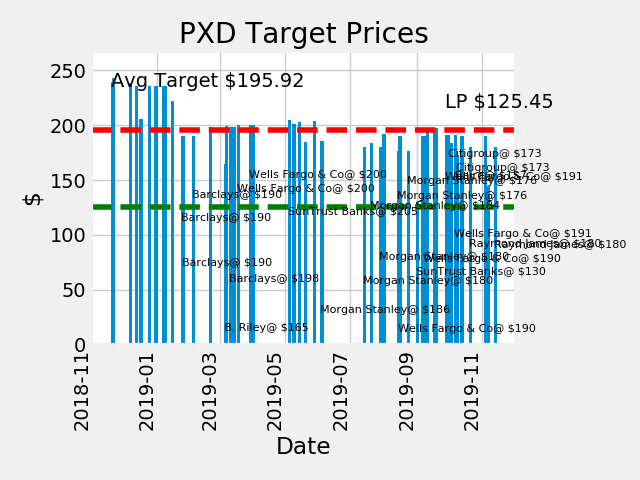 PXD Target Prices
250
Avg Target $195.92
LP $125.45
200
Citigroup@ $173
Citigroup@ $173
Wells Fargo & Co@ $200
Wells Fargo & Co@ $191
Morgan Stanley@ $176
150
Wells Fargo & Co@ $200
Barclays@ $190
Morgan Stanley@ $176
Morgan Stanley@ $184
SunTrust Banks@ $205
Barclays@ $190
$
100
Wells Fargo & Co@ $191
Raymond James@ $180
Raymond James@ $180
Morgan Stanley@ $180
Wells Fargo & Co@ $190
Barclays@ $190
SunTrust Banks@ $130
Barclays@ $198
Morgan Stanley@ $180
50
Morgan Stanley@ $186
B. Riley@ $165
Wells Fargo & Co@ $190
0
2018-11
2019-01
2019-03
2019-05
2019-07
2019-09
2019-11
Date